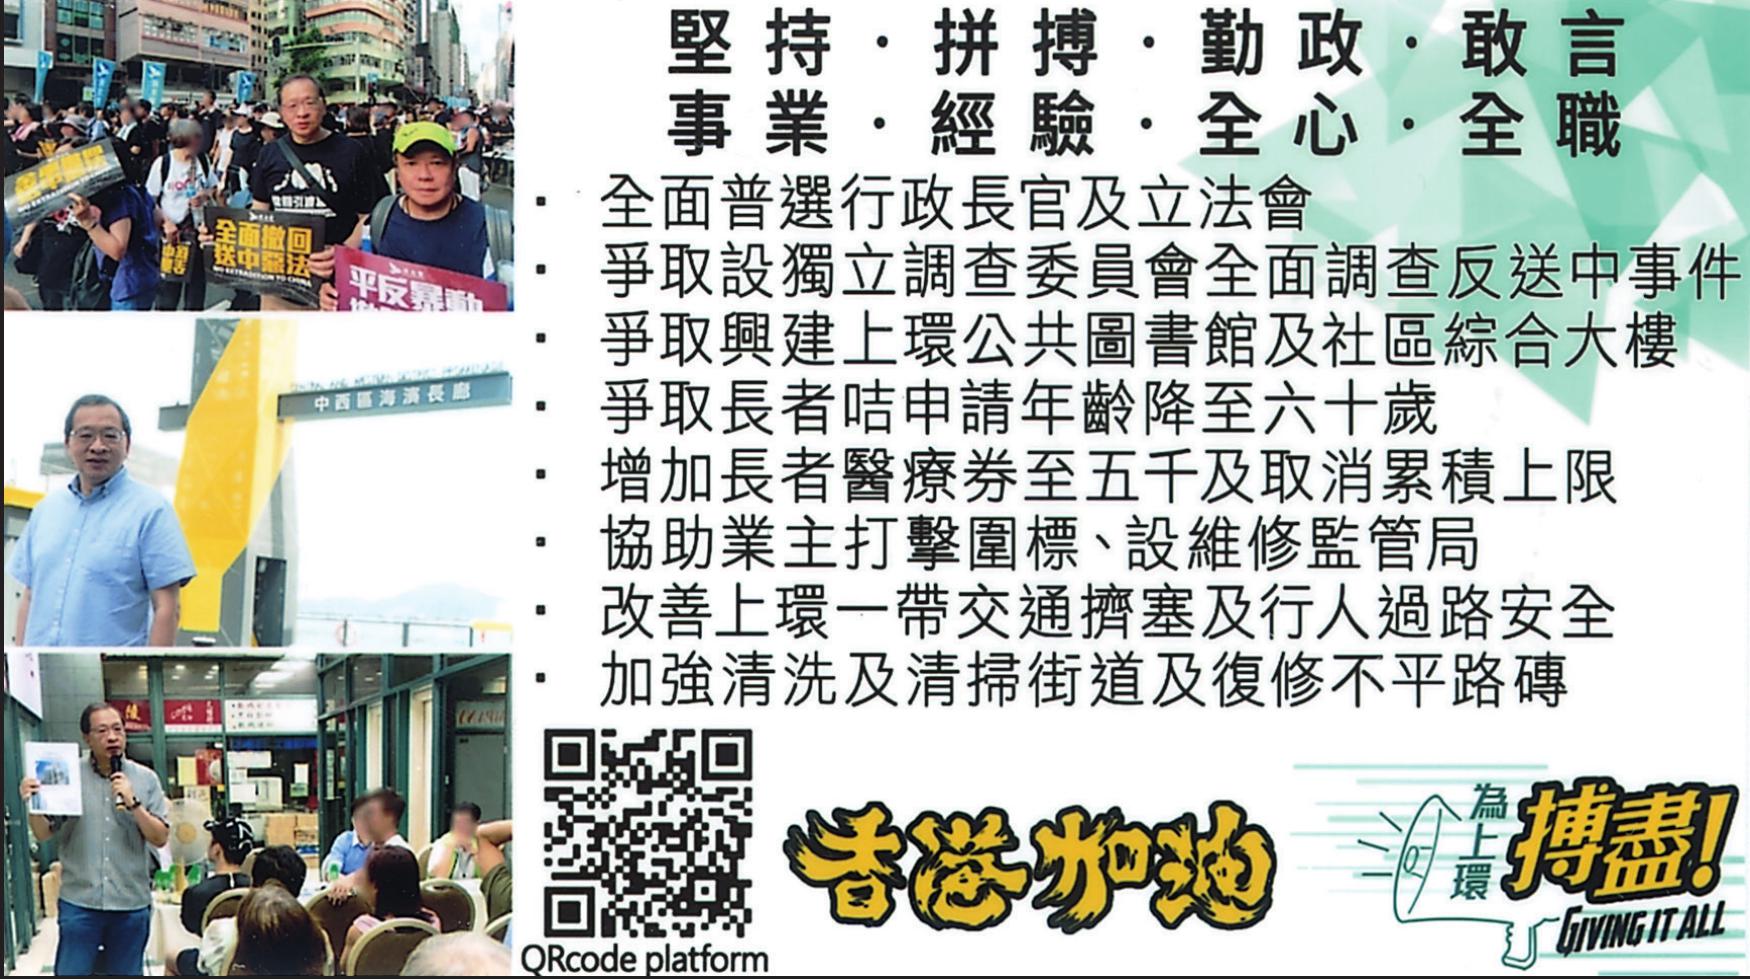 堅持·拼搏·勤政·敢言
事業·經驗·全心·全職
· 全面普選行政長官及立法會
· 爭取設獨立調查委員會全面調查反送中事件
· 爭取興建上環公共圖書館及社區綜合大樓
· 爭取長者咭申請年齡降至六十歲
· 增加長者醫療券至五千及取消累積上限
· 協助業主打擊圍標、設維修監管局
· 改善上環一帶交通擠塞及行人過路安全
· 加強清洗及清掃街道及復修不平路磚
全面撤回
送中惡法
NO EXTRADITION TO CHINA
平反暴動
中西區海濱長廊
QRcode platform
香港加油
為上環
搏盡!
GIVING IT ALL